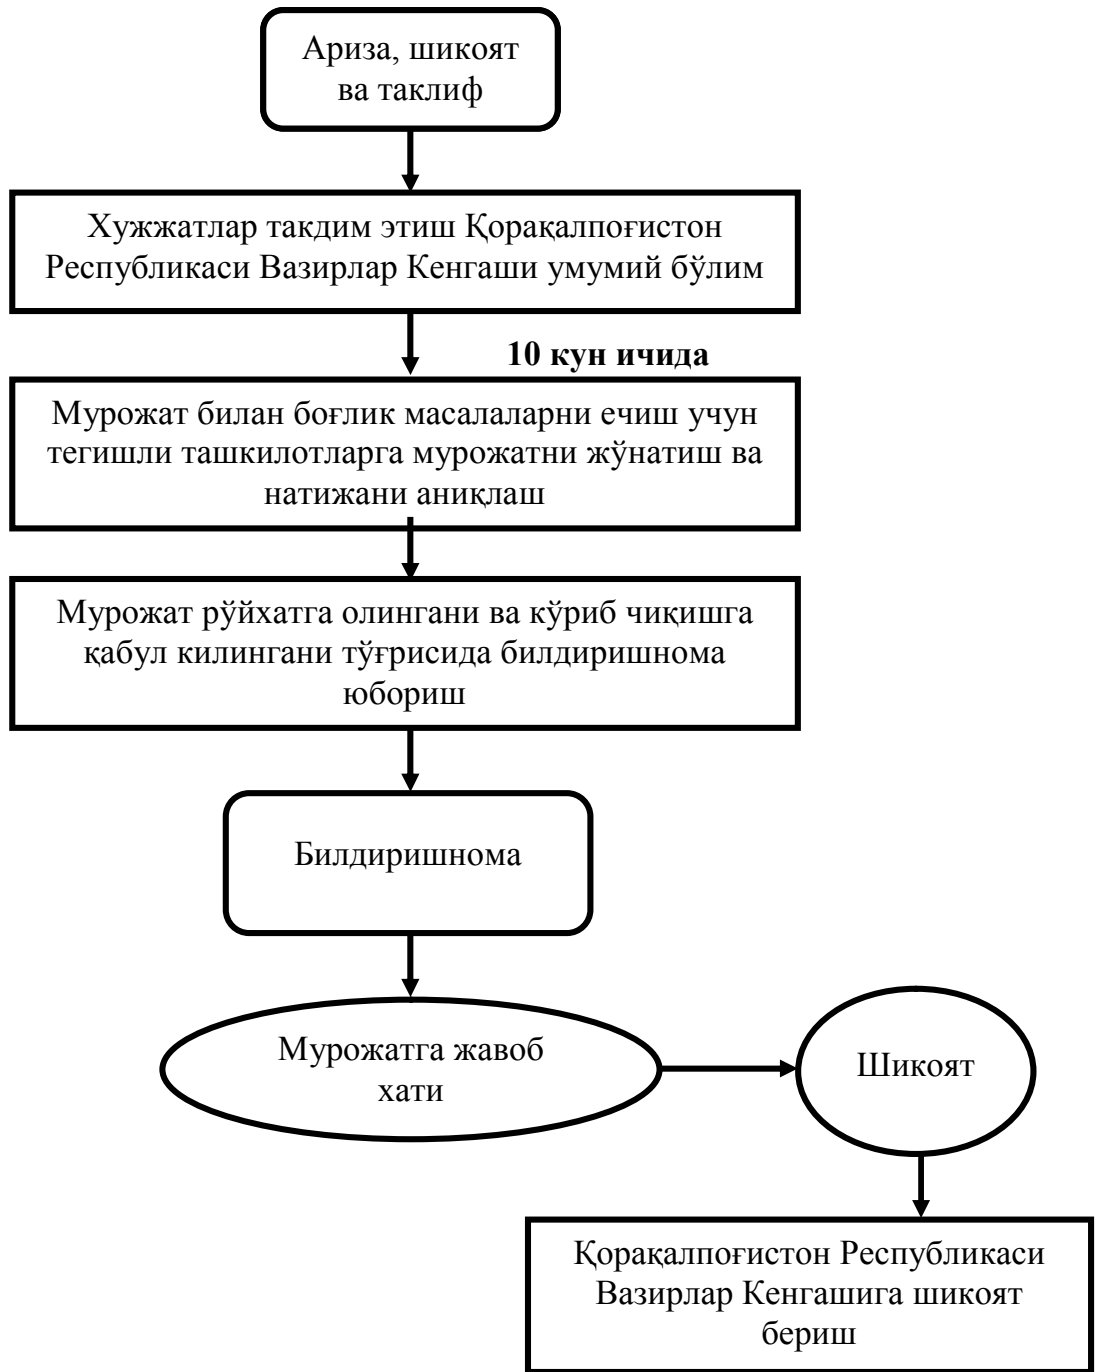 Ариза, шикоят
ва таклиф
Хужжатлар такдим этиш Қорақалпоғистон
Республикаси Вазирлар Кенгаши умумий бўлим
10 кун ичида
Мурожат билан боғлик масалаларни ечиш учун
тегишли ташкилотларга мурожатни жўнатиш ва
натижани аниқлаш
Мурожат рўйхатга олингани ва кўриб чиқишга
қабул килингани тўғрисида билдиришнома
юбориш
Билдиришнома
Мурожатга жавоб
хати
Шикоят
Қорақалпоғистон Республикаси
Вазирлар Кенгашига шикоят
бериш